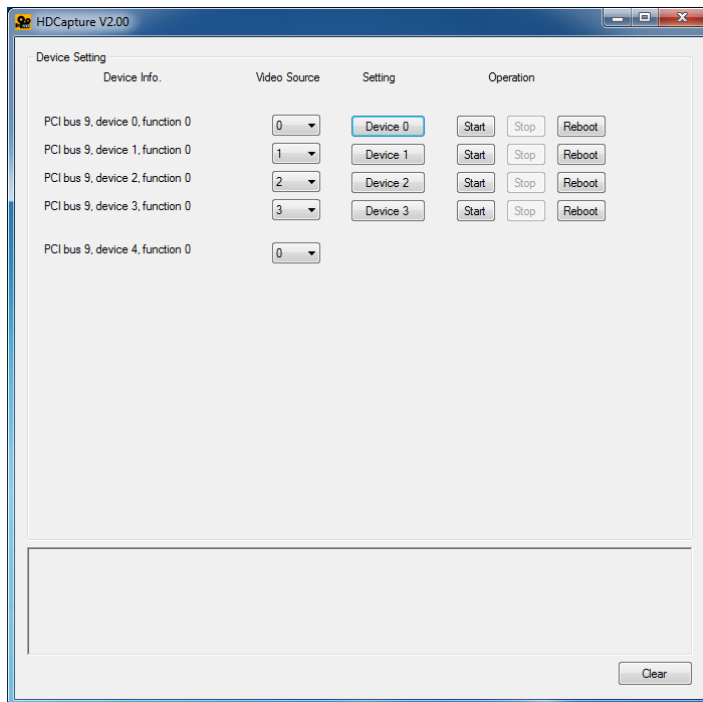 HDCapture V2.00
Device Setting
Device Info. Video Source Setting Operation
PCI bus 9, device 0, function 0 0 Device 0 Start Stop Reboot
PCI bus 9, device 1, function 0 1 Device 1 Start Stop Reboot
PCI bus 9, device 2, function 0 2 Device 2 Start Stop Reboot
PCI bus 9, device 3, function 0 3 Device 3 Start Stop Reboot
PCI bus 9, device 4, function 0 0
Clear